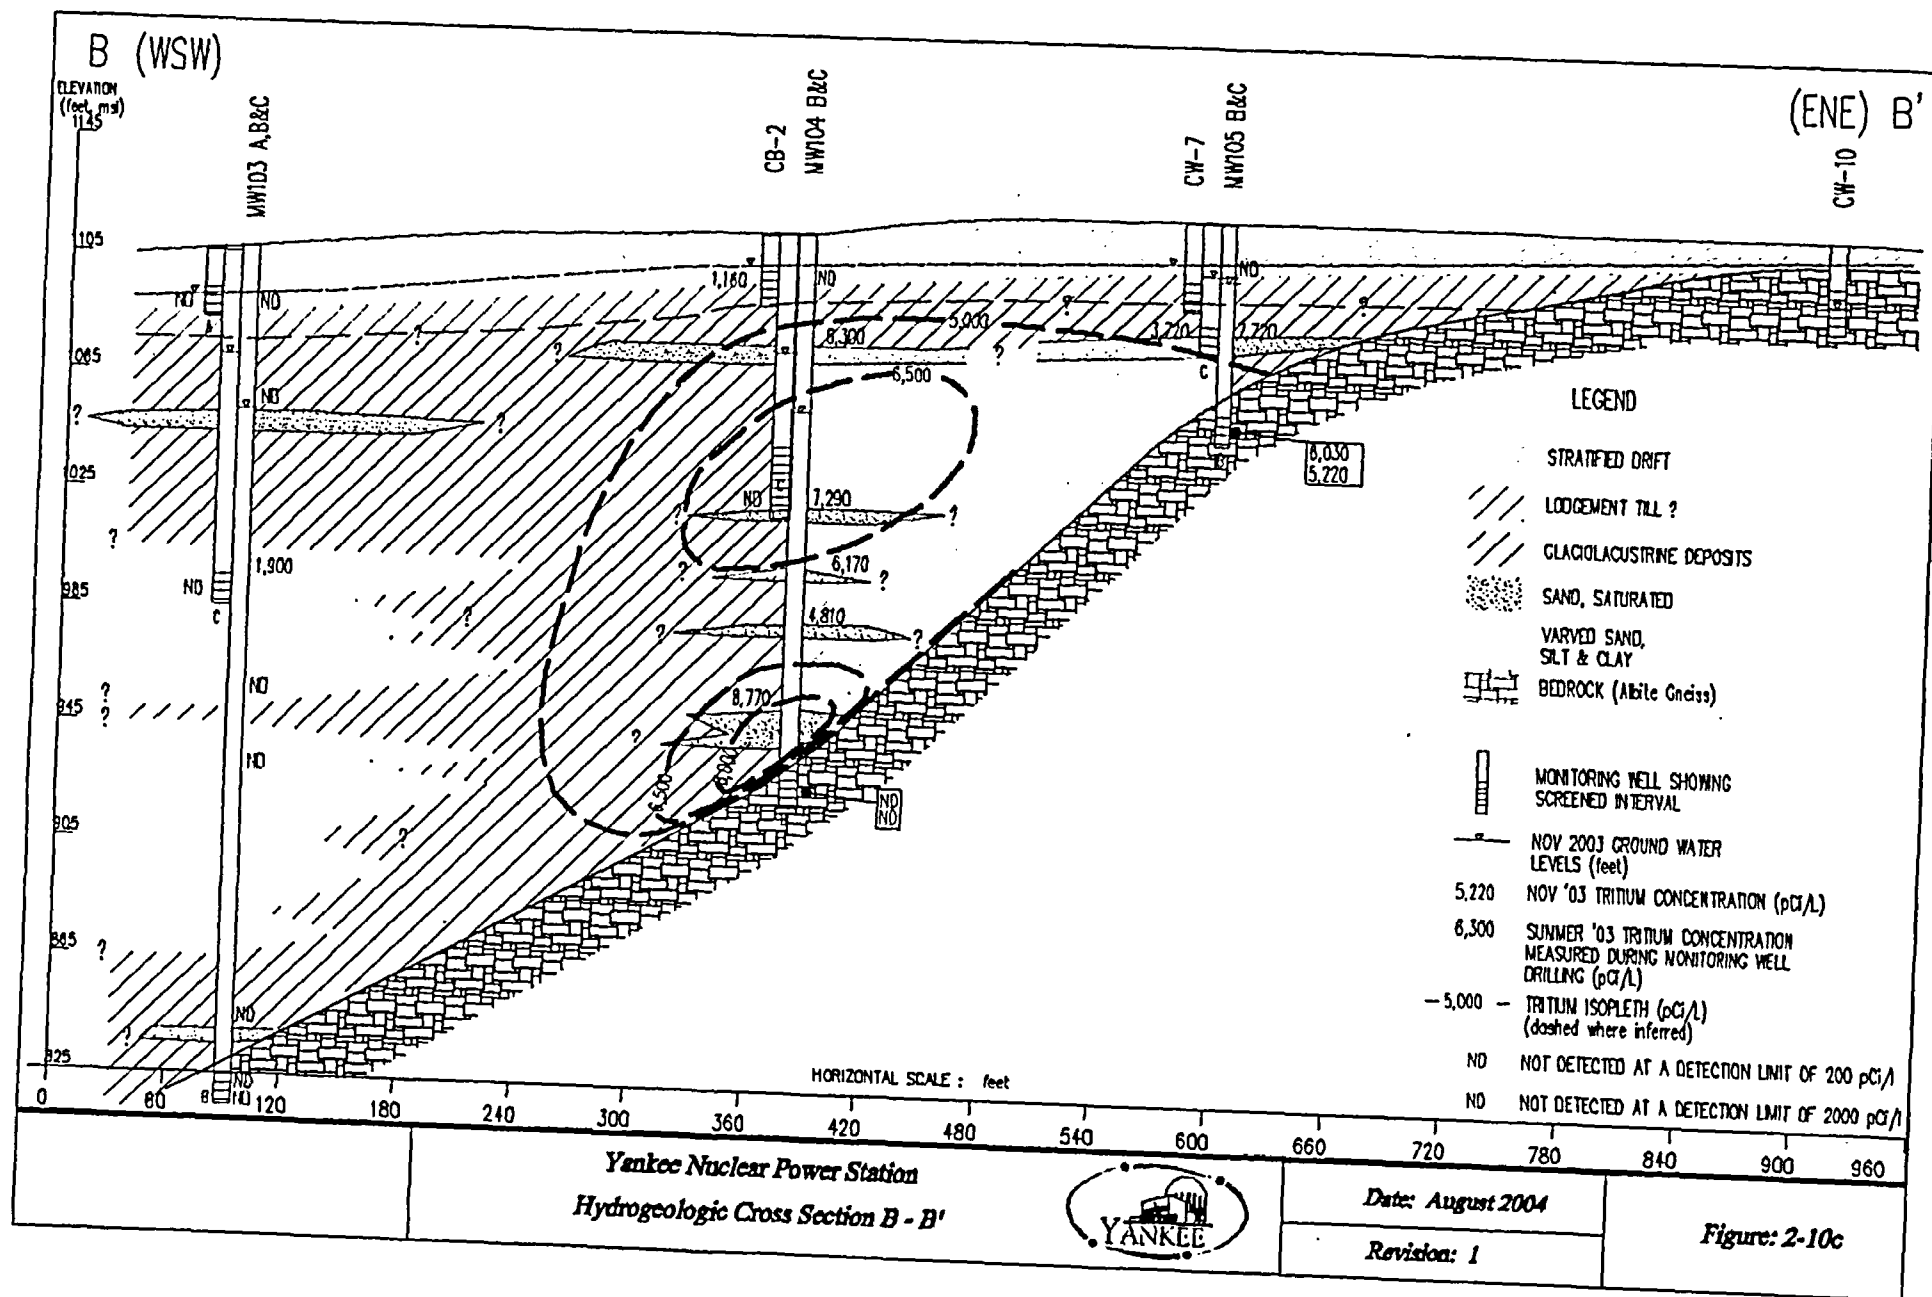 B (WSW)
(ENE) B'
ELEVATION
(feet, msl)
1145
1105
1065
1025
985
945
905
865
825
MW103 A,B&C
CB-2
MW104 B&C
CW-7
MW105 B&C
CW-10
ND
ND
A
ND
?
?
?
?
?
ND
C
1,900
?
ND
?
?
ND
?
?
ND
?
B
ND
ND
1,160
ND
?
8,300
5,000
?
6,500
C
ND
7,290
?
?
?
6,170
?
?
4,810
?
8,770
?
6,500
ND
ND
ND
3,720
2,720
C
B
6,030
5,220
LEGEND
STRATIFIED DRIFT
LODGEMENT TILL ?
GLACIOLACUSTRINE DEPOSITS
SAND, SATURATED
VARVED SAND,
SILT & CLAY
BEDROCK (Albite Gneiss)
MONITORING WELL SHOWING
SCREENED INTERVAL
NOV 2003 GROUND WATER
LEVELS (feet)
5,220 NOV '03 TRITIUM CONCENTRATION (pCi/L)
6,300 SUMMER '03 TRITIUM CONCENTRATION
MEASURED DURING MONITORING WELL
DRILLING (pCi/L)
—5,000 — TRITIUM ISOPLETH (pCi/L)
(dashed where inferred)
ND NOT DETECTED AT A DETECTION LIMIT OF 200 pCi/l
ND NOT DETECTED AT A DETECTION LIMIT OF 2000 pCi/l
HORIZONTAL SCALE : feet
0 60 120 180 240 300 360 420 480 540 600 660 720 780 840 900 960
Yankee Nuclear Power Station
Hydrogeologic Cross Section B - B'
YANKEE
Date: August 2004
Revision: 1
Figure: 2-10c